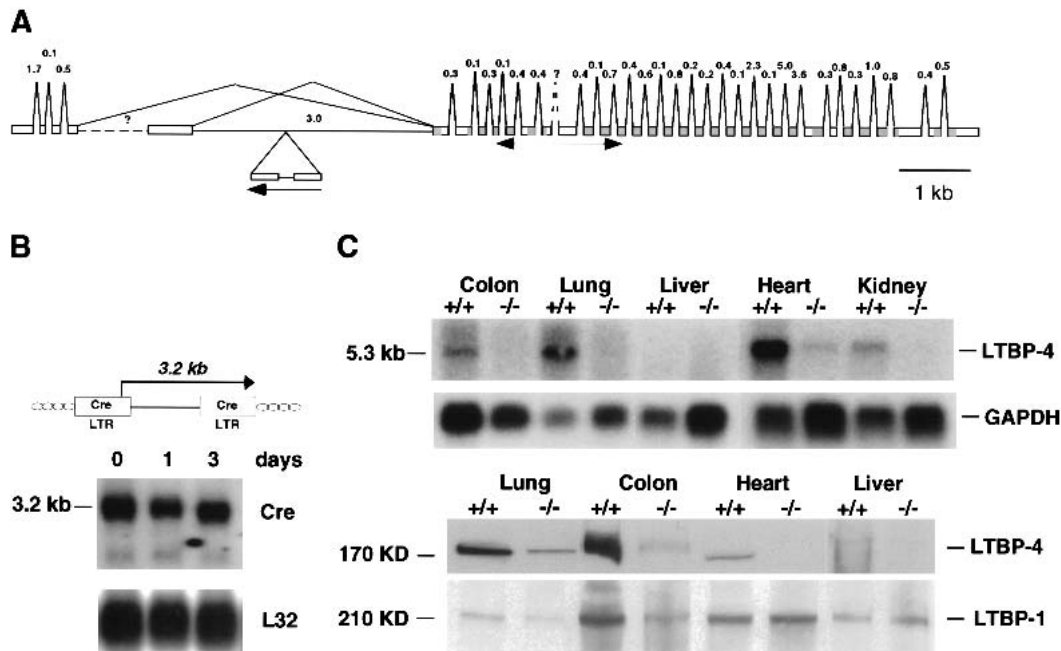 A
1.7 0.1 0.5 ? 3.0 0.3 0.1 0.3 0.1 0.4 0.4 ? 0.4 0.1 0.7 0.4 0.6 0.1 0.8 0.2 0.2 0.4 0.1 2.3 0.1 5.0 3.6 0.3 0.8 0.3 1.0 0.8 0.4 0.5
1 kb
B
3.2 kb
Cre Cre
LTR LTR
0 1 3 days
3.2 kb Cre
L32
C
Colon Lung Liver Heart Kidney
+/+ -/- +/+ -/- +/+ -/- +/+ -/- +/+ -/-
5.3 kb LTBP-4
GAPDH
Lung Colon Heart Liver
+/+ -/- +/+ -/- +/+ -/- +/+ -/-
170 KD LTBP-4
210 KD LTBP-1